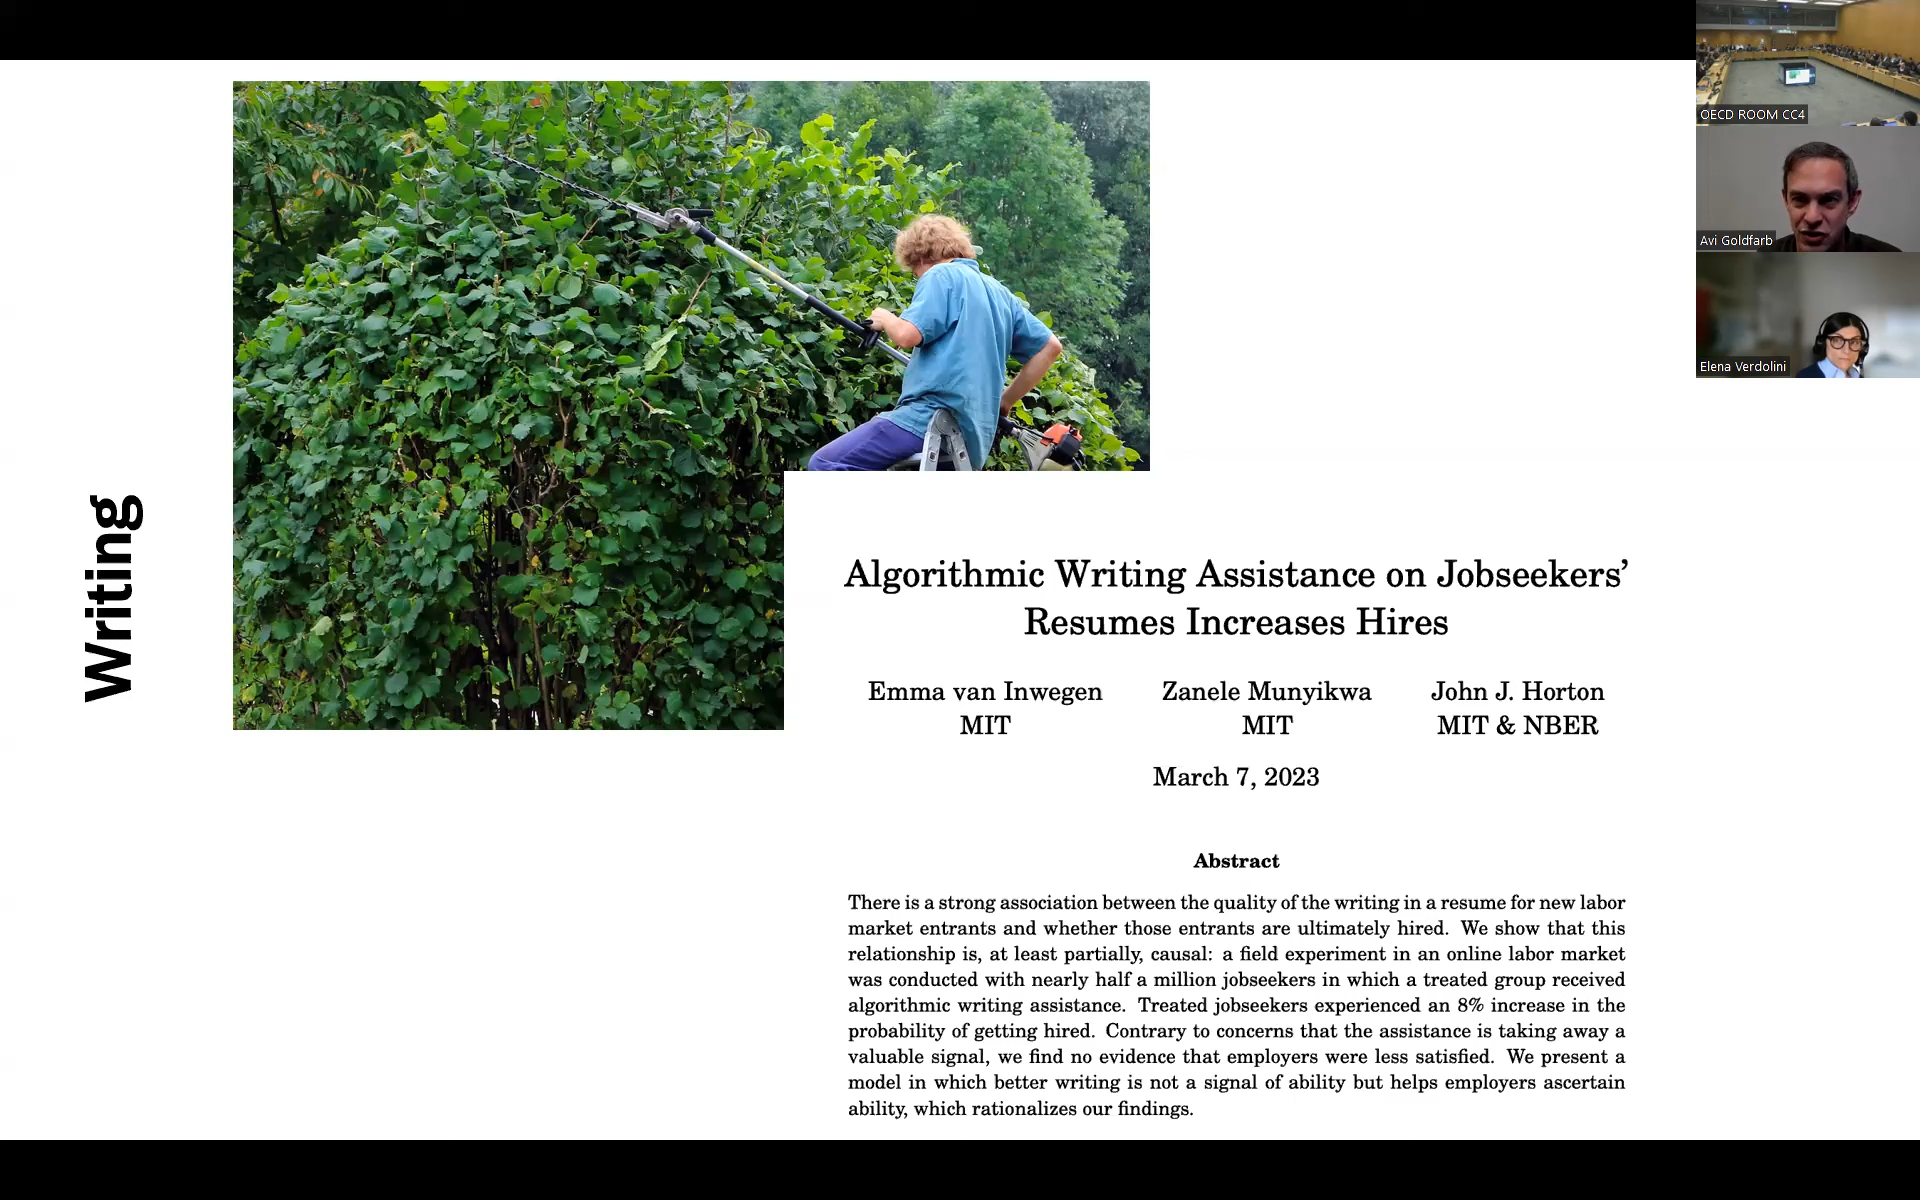 Writing
Algorithmic Writing Assistance on Jobseekers’
Resumes Increases Hires
Emma van Inwegen
MIT
Zanele Munyikwa
MIT
John J. Horton
MIT & NBER
March 7, 2023
Abstract
There is a strong association between the quality of the writing in a resume for new labor
market entrants and whether those entrants are ultimately hired. We show that this
relationship is, at least partially, causal: a field experiment in an online labor market
was conducted with nearly half a million jobseekers in which a treated group received
algorithmic writing assistance. Treated jobseekers experienced an 8% increase in the
probability of getting hired. Contrary to concerns that the assistance is taking away a
valuable signal, we find no evidence that employers were less satisfied. We present a
model in which better writing is not a signal of ability but helps employers ascertain
ability, which rationalizes our findings.
OECD ROOM CC4
Avi Goldfarb
Elena Verdolini